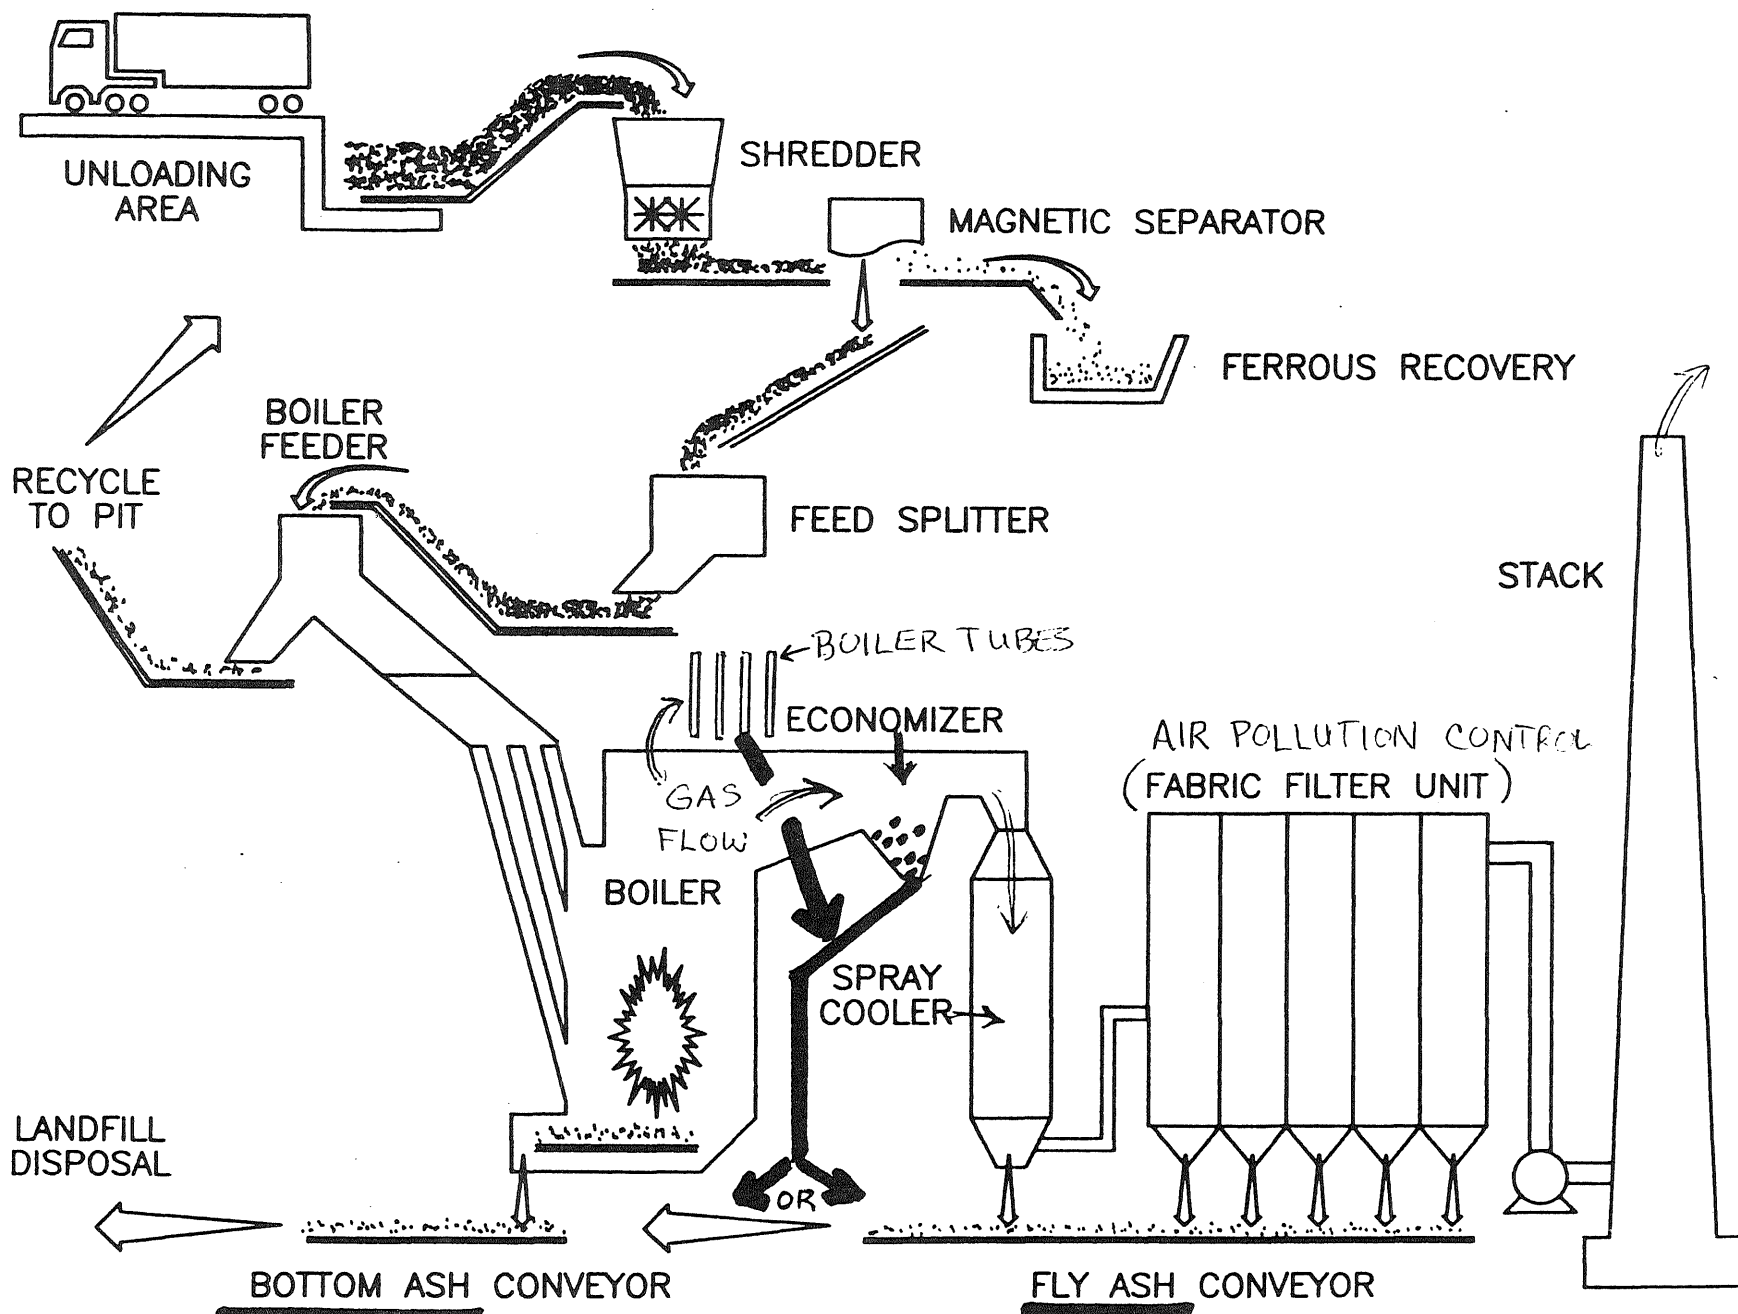 UNLOADING
AREA
SHREDDER
MAGNETIC SEPARATOR
FERROUS RECOVERY
BOILER
FEEDER
RECYCLE
TO PIT
FEED SPLITTER
STACK
BOILER TUBES
ECONOMIZER
AIR POLLUTION CONTROL
(FABRIC FILTER UNIT)
GAS
FLOW
BOILER
SPRAY
COOLER
LANDFILL
DISPOSAL
OR
BOTTOM ASH CONVEYOR
FLY ASH CONVEYOR